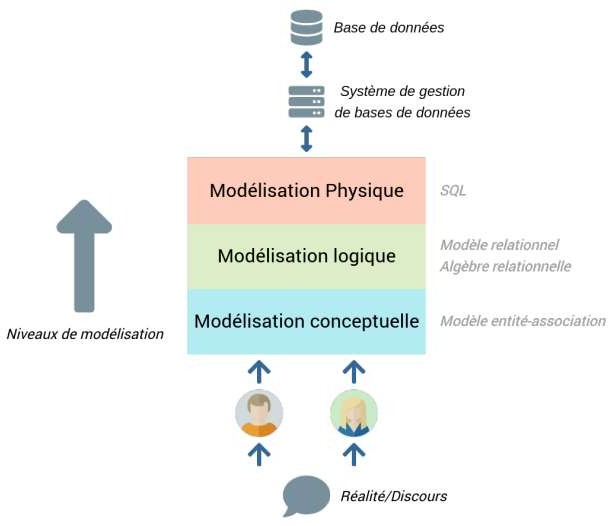 Base de données
Système de gestion
de bases de données
Modélisation Physique
SQL
Modélisation logique
Modèle relationnel
Algèbre relationnelle
Niveaux de modélisation
Modélisation conceptuelle
Modèle entité-association
Réalité/Discours